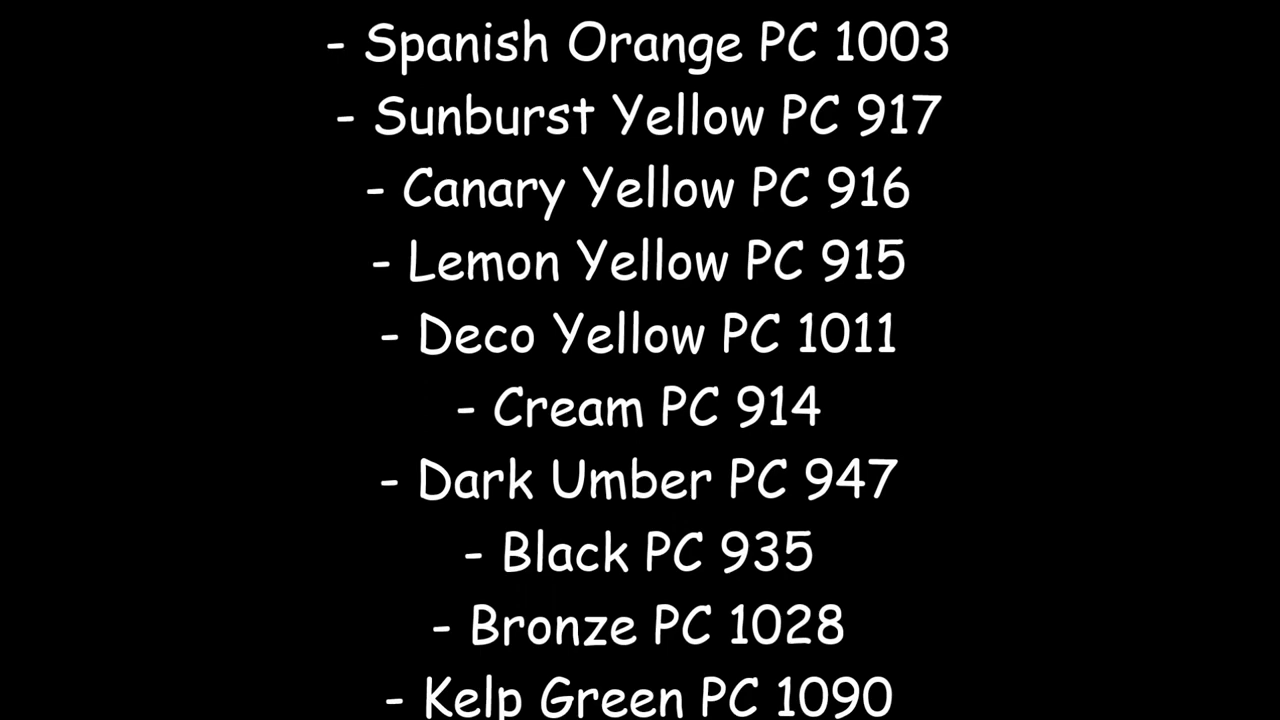 - Spanish Orange PC 1003
- Sunburst Yellow PC 917
- Canary Yellow PC 916
- Lemon Yellow PC 915
- Deco Yellow PC 1011
- Cream PC 914
- Dark Umber PC 947
- Black PC 935
- Bronze PC 1028
- Kelp Green PC 1090